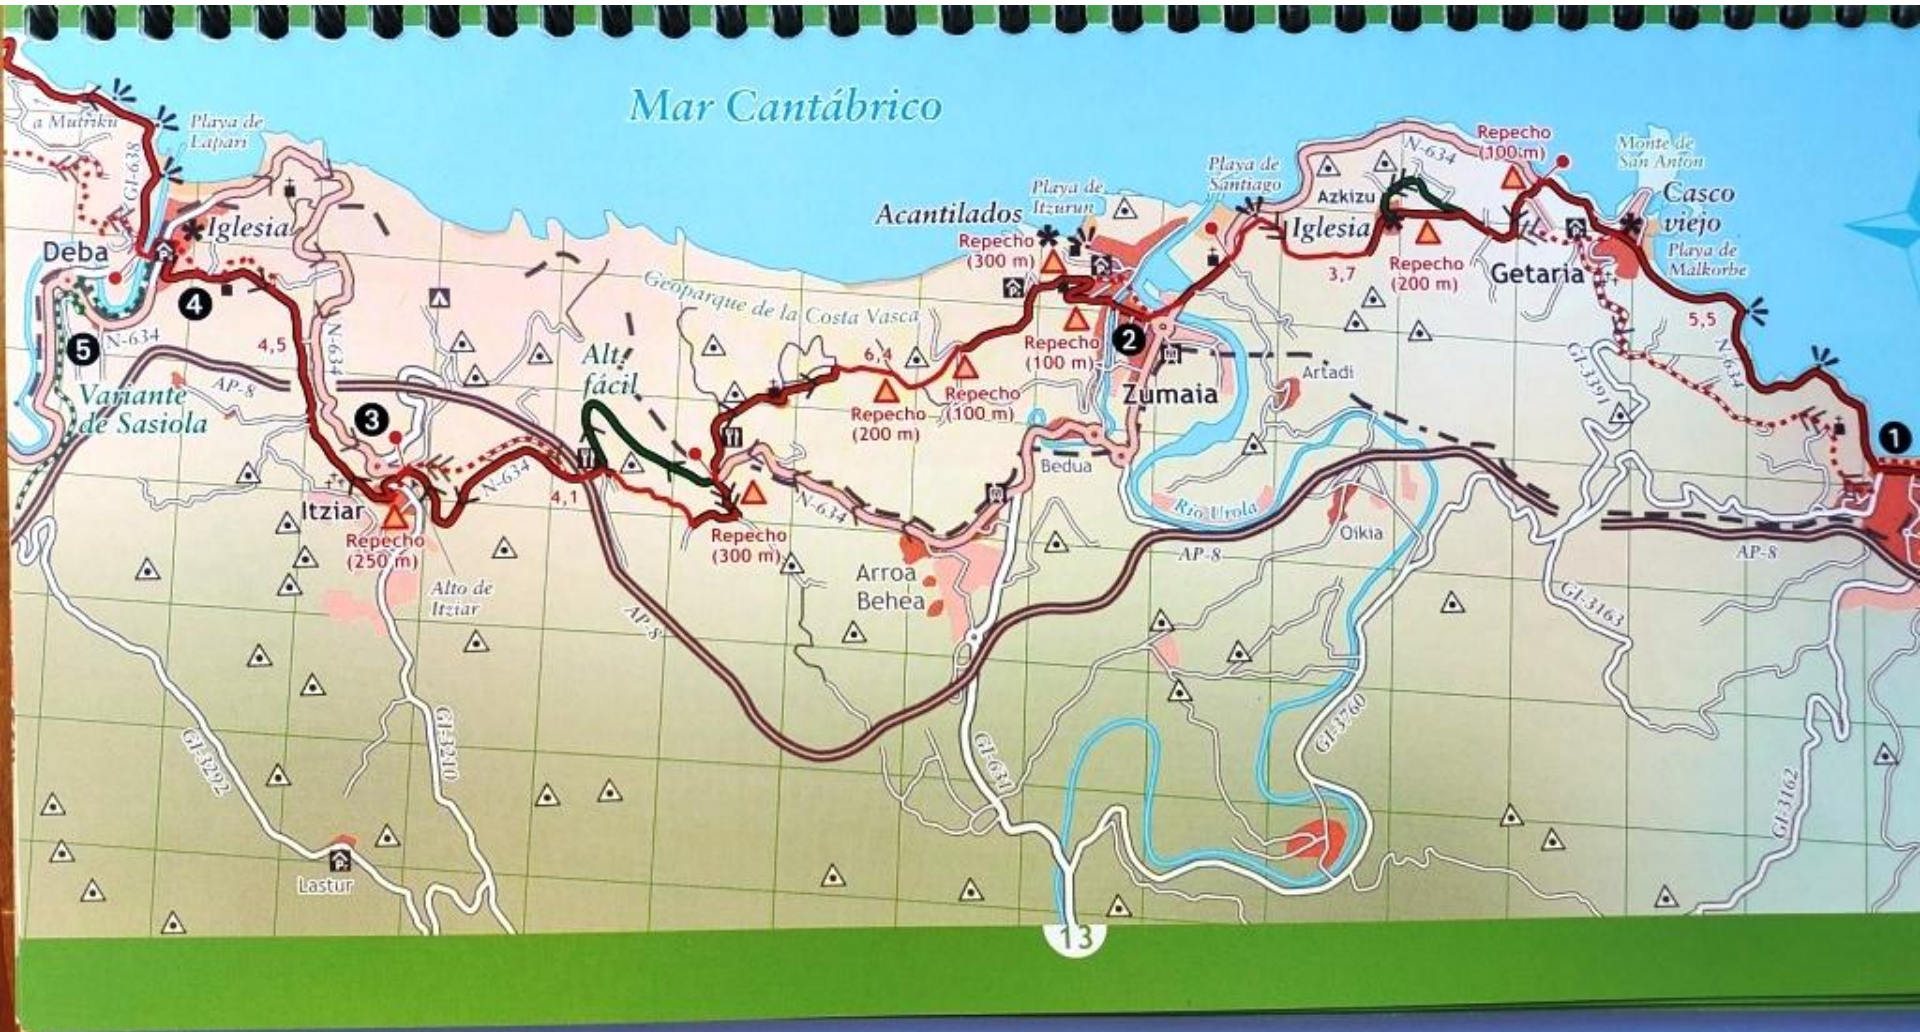 Mar Cantábrico
a Mutriku
Playa de
Lapari
GI-638
Iglesia
Deba
4
5
N-634
Variante
de Sasiola
AP-8
4,5
N-634
3
Itziar
Repecho
(250 m)
Alto de
Itziar
N-634
4,1
Alt.
fácil
Geoparque de la Costa Vasca
6,4
Repecho
(200 m)
Repecho
(100 m)
Repecho
(300 m)
N-634
Arroa
Behea
AP-8
Acantilados
Playa de
Itzurun
Repecho
(300 m)
Repecho
(100 m)
2
Zumaia
Bedua
Playa de
Santiago
Iglesia
Azkizu
N-634
3,7
Repecho
(200 m)
Repecho
(100 m)
Getaria
Monte de
San Antón
Casco
viejo
Playa de
Malkorbe
5,5
N-634
1
GI-3391
Artadi
Río Urola
Oikia
AP-8
AP-8
GI-3163
GI-3760
GI-3162
GI-631
GI-3210
GI-3292
Lastur
13